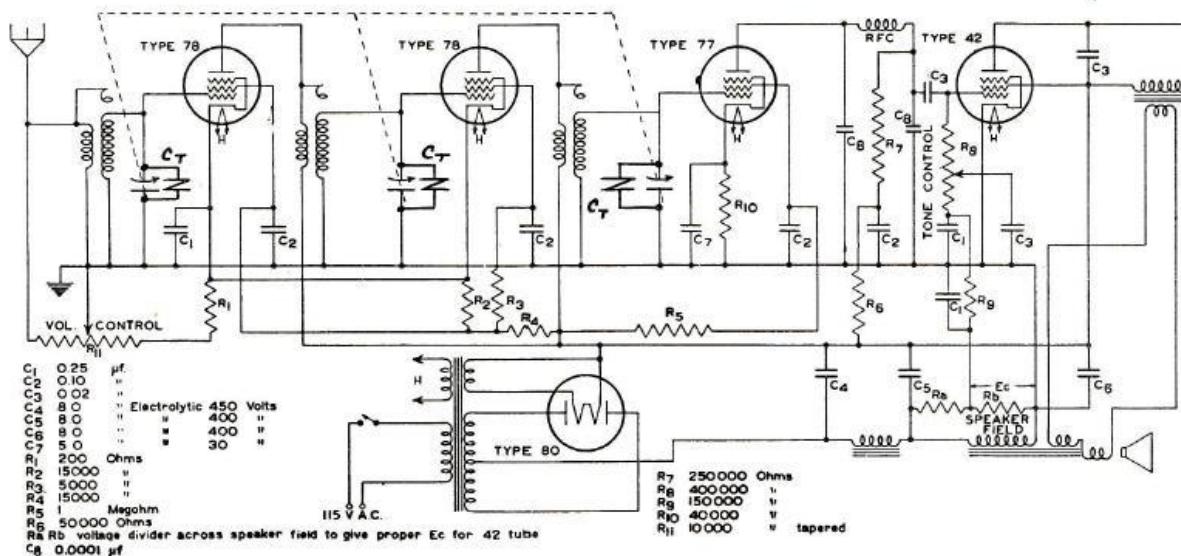 TYPE 78
TYPE 78
TYPE 77
TYPE 42
RFC
C3
C3
C8
C8
R7
R8
TONE CONTROL
H
H
H
H
CT
CT
CT
R10
C1
C2
C2
C7
C2
C2
C1
C3
R1
R2
R3
R4
R5
R6
C1
R9
VOL. CONTROL
R11
H
C4
C5
Ec
Ra
Rb
C6
SPEAKER
FIELD
TYPE 80
115 V A.C.
C1 0.25 µf.
C2 0.10 "
C3 0.02 "
C4 8.0 " Electrolytic 450 Volts
C5 8.0 " " 400 "
C6 8.0 " " 400 "
C7 5.0 " " 30 "
R1 200 Ohms
R2 15000 "
R3 5000 "
R4 15000 "
R5 1 Megohm
R6 50000 Ohms
Ra Rb voltage divider across speaker field to give proper Ec for 42 tube
C8 0.0001 µf
R7 250000 Ohms
R8 400000 "
R9 150000 "
R10 40000 "
R11 10000 " tapered